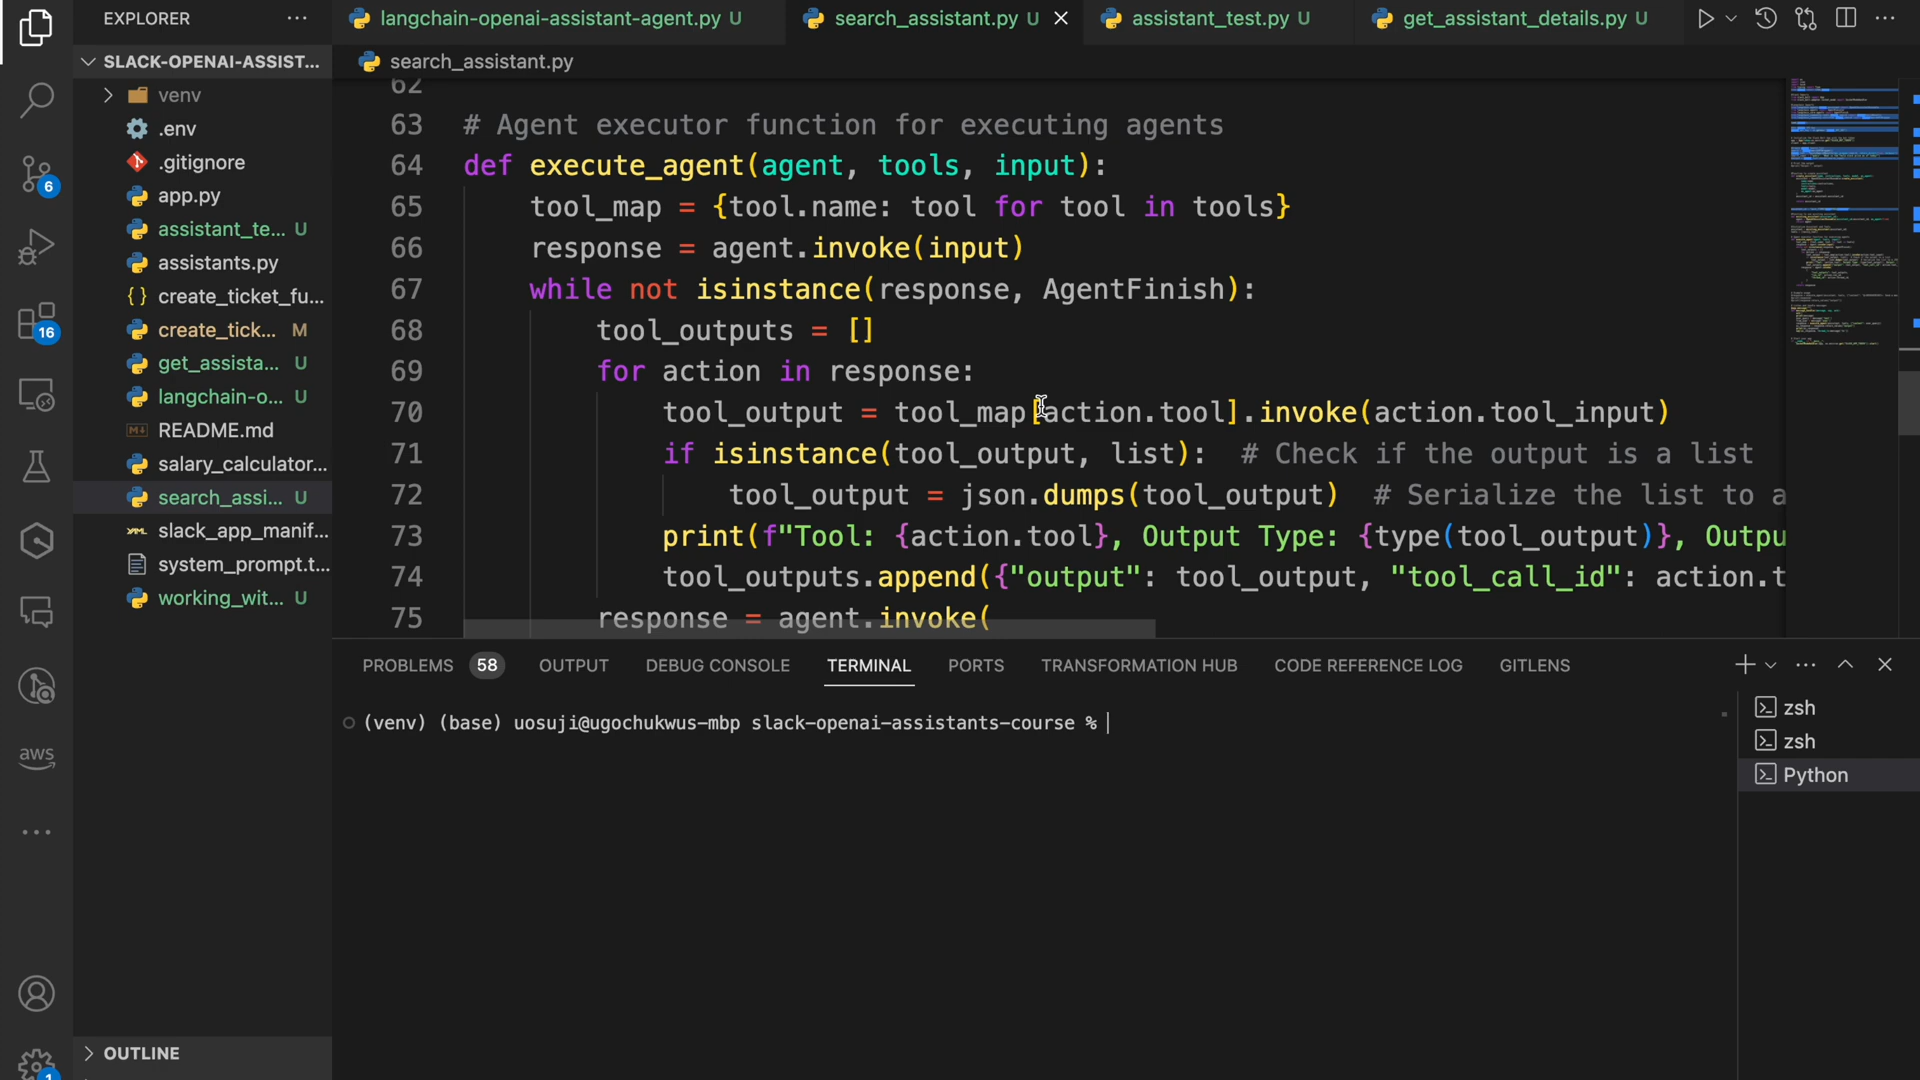 EXPLORER
SLACK-OPENAI-ASSIST...
venv
.env
.gitignore
app.py
assistant_te... U
assistants.py
create_ticket_fu...
create_tick... M
get_assista... U
langchain-o... U
README.md
salary_calculator...
search_assi... U
slack_app_manif...
system_prompt.t...
working_wit... U
OUTLINE
6
16
aws
1
langchain-openai-assistant-agent.py U
search_assistant.py U
assistant_test.py U
get_assistant_details.py U
search_assistant.py
62
63 # Agent executor function for executing agents
64 def execute_agent(agent, tools, input):
65 tool_map = {tool.name: tool for tool in tools}
66 response = agent.invoke(input)
67 while not isinstance(response, AgentFinish):
68 tool_outputs = []
69 for action in response:
70 tool_output = tool_map[action.tool].invoke(action.tool_input)
71 if isinstance(tool_output, list): # Check if the output is a list
72 tool_output = json.dumps(tool_output) # Serialize the list to a
73 print(f"Tool: {action.tool}, Output Type: {type(tool_output)}, Outpu
74 tool_outputs.append({"output": tool_output, "tool_call_id": action.t
75 response = agent.invoke(
PROBLEMS 58 OUTPUT DEBUG CONSOLE TERMINAL PORTS TRANSFORMATION HUB CODE REFERENCE LOG GITLENS
(venv) (base) uosuji@ugochukwus-mbp slack-openai-assistants-course %
zsh
zsh
Python